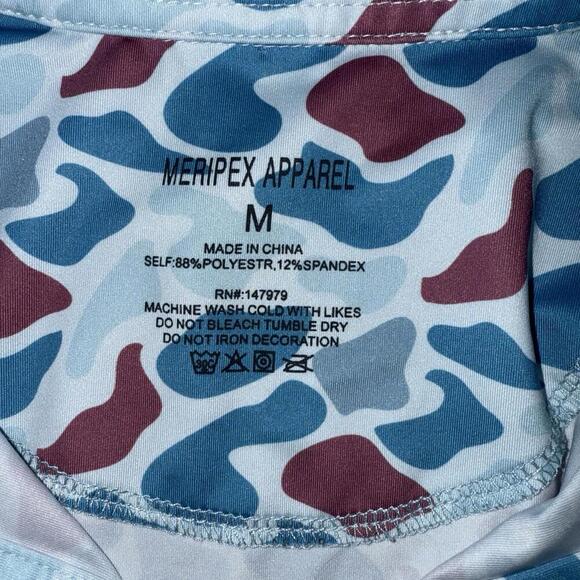 MERIPEX APPAREL
M
MADE IN CHINA
SELF:88%POLYESTR,12%SPANDEX
RN#:147979
MACHINE WASH COLD WITH LIKES
DO NOT BLEACH TUMBLE DRY
DO NOT IRON DECORATION